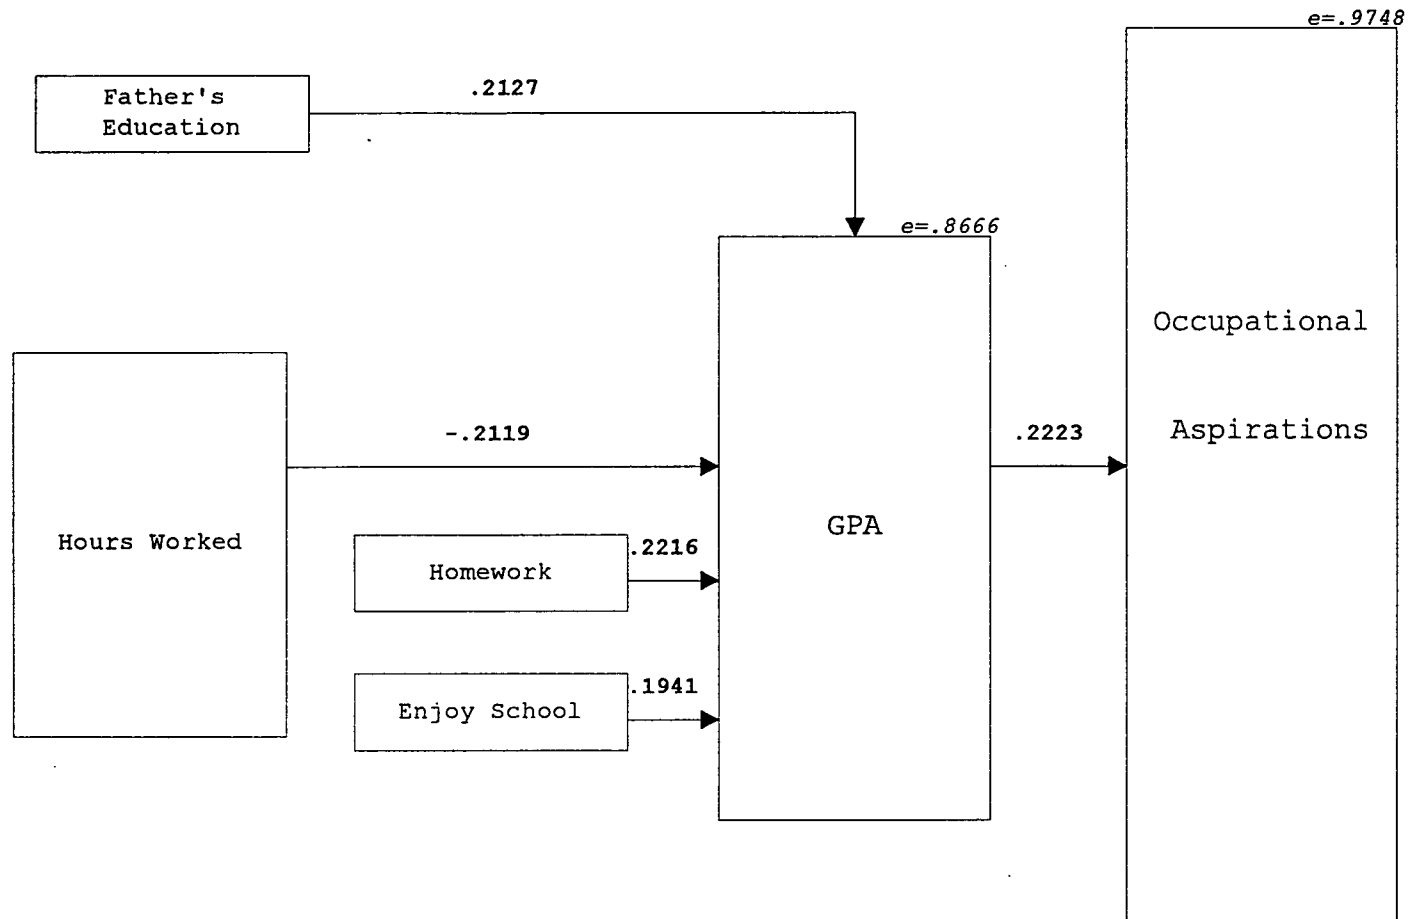 e=.9748
.2127
Father's
Education
e=.8666
Occupational
-.2119
.2223
Aspirations
GPA
Hours Worked
.2216
Homework
.1941
Enjoy School